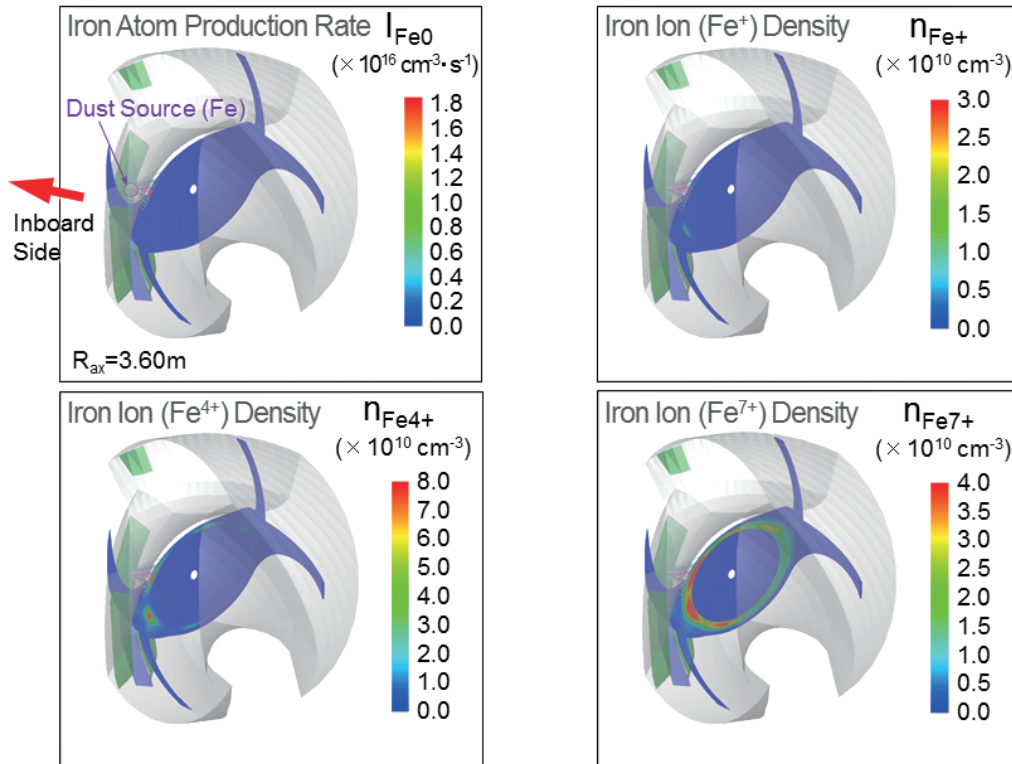 Iron Atom Production Rate I_Fe0
(× 10^16 cm^-3·s^-1)
Dust Source (Fe)
1.8
1.6
1.4
1.2
1.0
0.8
0.6
0.4
0.2
0.0
Inboard
Side
R_ax=3.60m
Iron Ion (Fe^+) Density n_Fe+
(× 10^10 cm^-3)
3.0
2.5
2.0
1.5
1.0
0.5
0.0
Iron Ion (Fe^4+) Density n_Fe4+
(× 10^10 cm^-3)
8.0
7.0
6.0
5.0
4.0
3.0
2.0
1.0
0.0
Iron Ion (Fe^7+) Density n_Fe7+
(× 10^10 cm^-3)
4.0
3.5
3.0
2.5
2.0
1.5
1.0
0.5
0.0